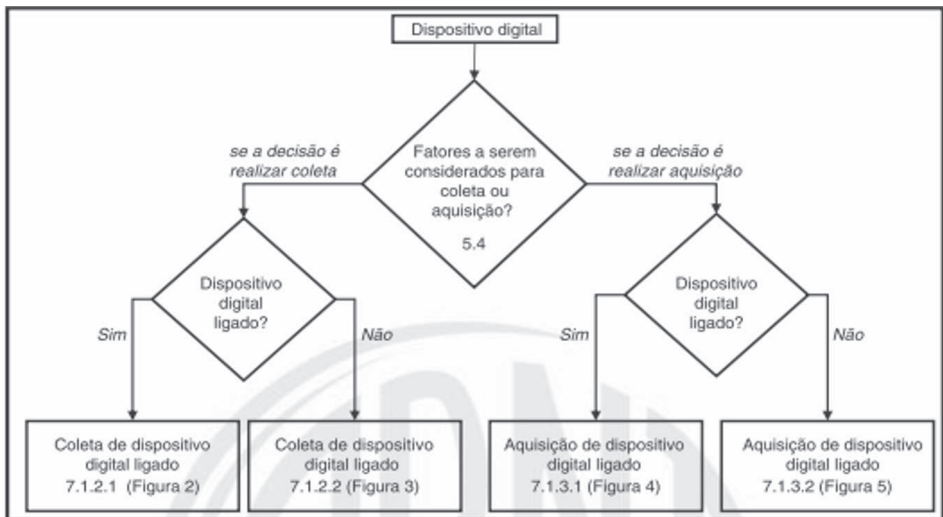 Dispositivo digital
se a decisão é
realizar coleta
Fatores a serem
considerados para
coleta ou
aquisição?
5.4
se a decisão é
realizar aquisição
Dispositivo
digital
ligado?
Dispositivo
digital
ligado?
Sim
Não
Sim
Não
Coleta de dispositivo
digital ligado
7.1.2.1 (Figura 2)
Coleta de dispositivo
digital ligado
7.1.2.2 (Figura 3)
Aquisição de dispositivo
digital ligado
7.1.3.1 (Figura 4)
Aquisição de dispositivo
digital ligado
7.1.3.2 (Figura 5)